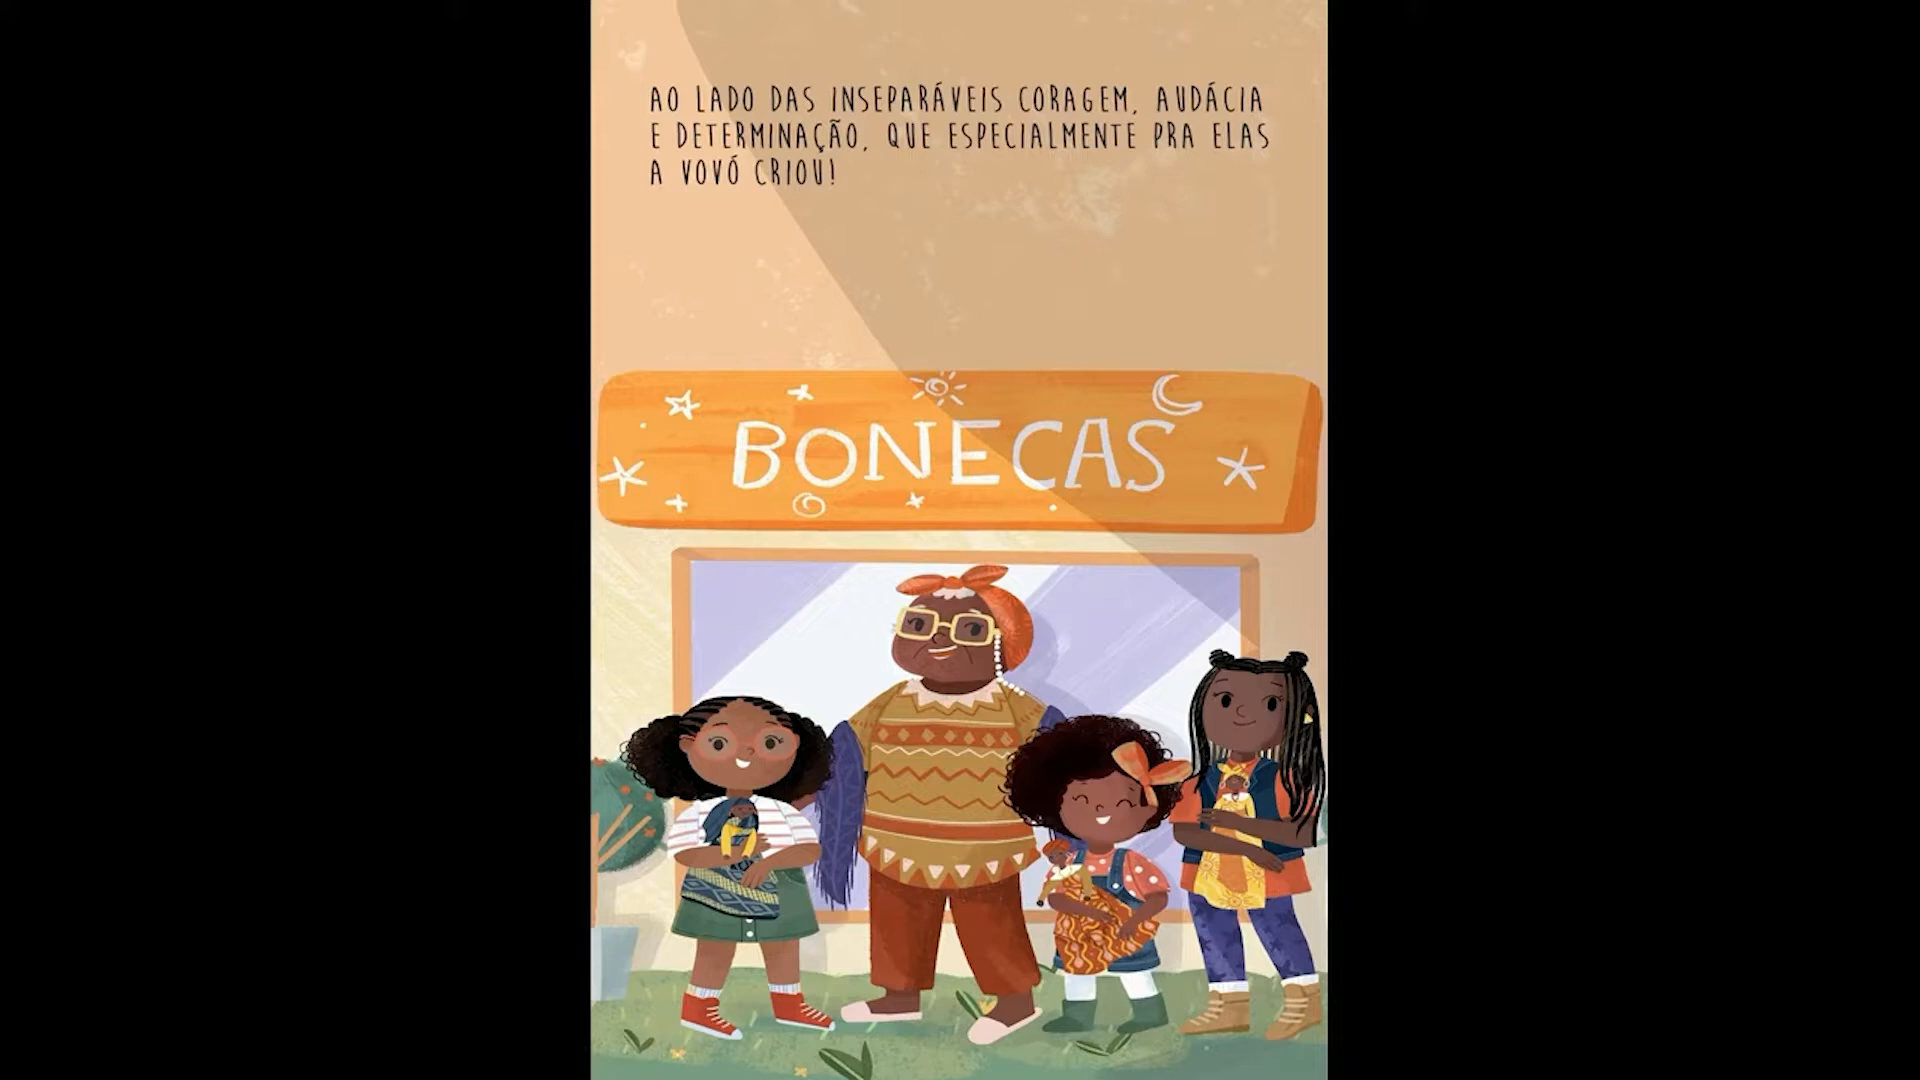 AO LADO DAS INSEPARÁVEIS CORAGEM, AUDÁCIA
E DETERMINAÇÃO, QUE ESPECIALMENTE PRA ELAS
A VOVÓ CRIOU!
BONECAS